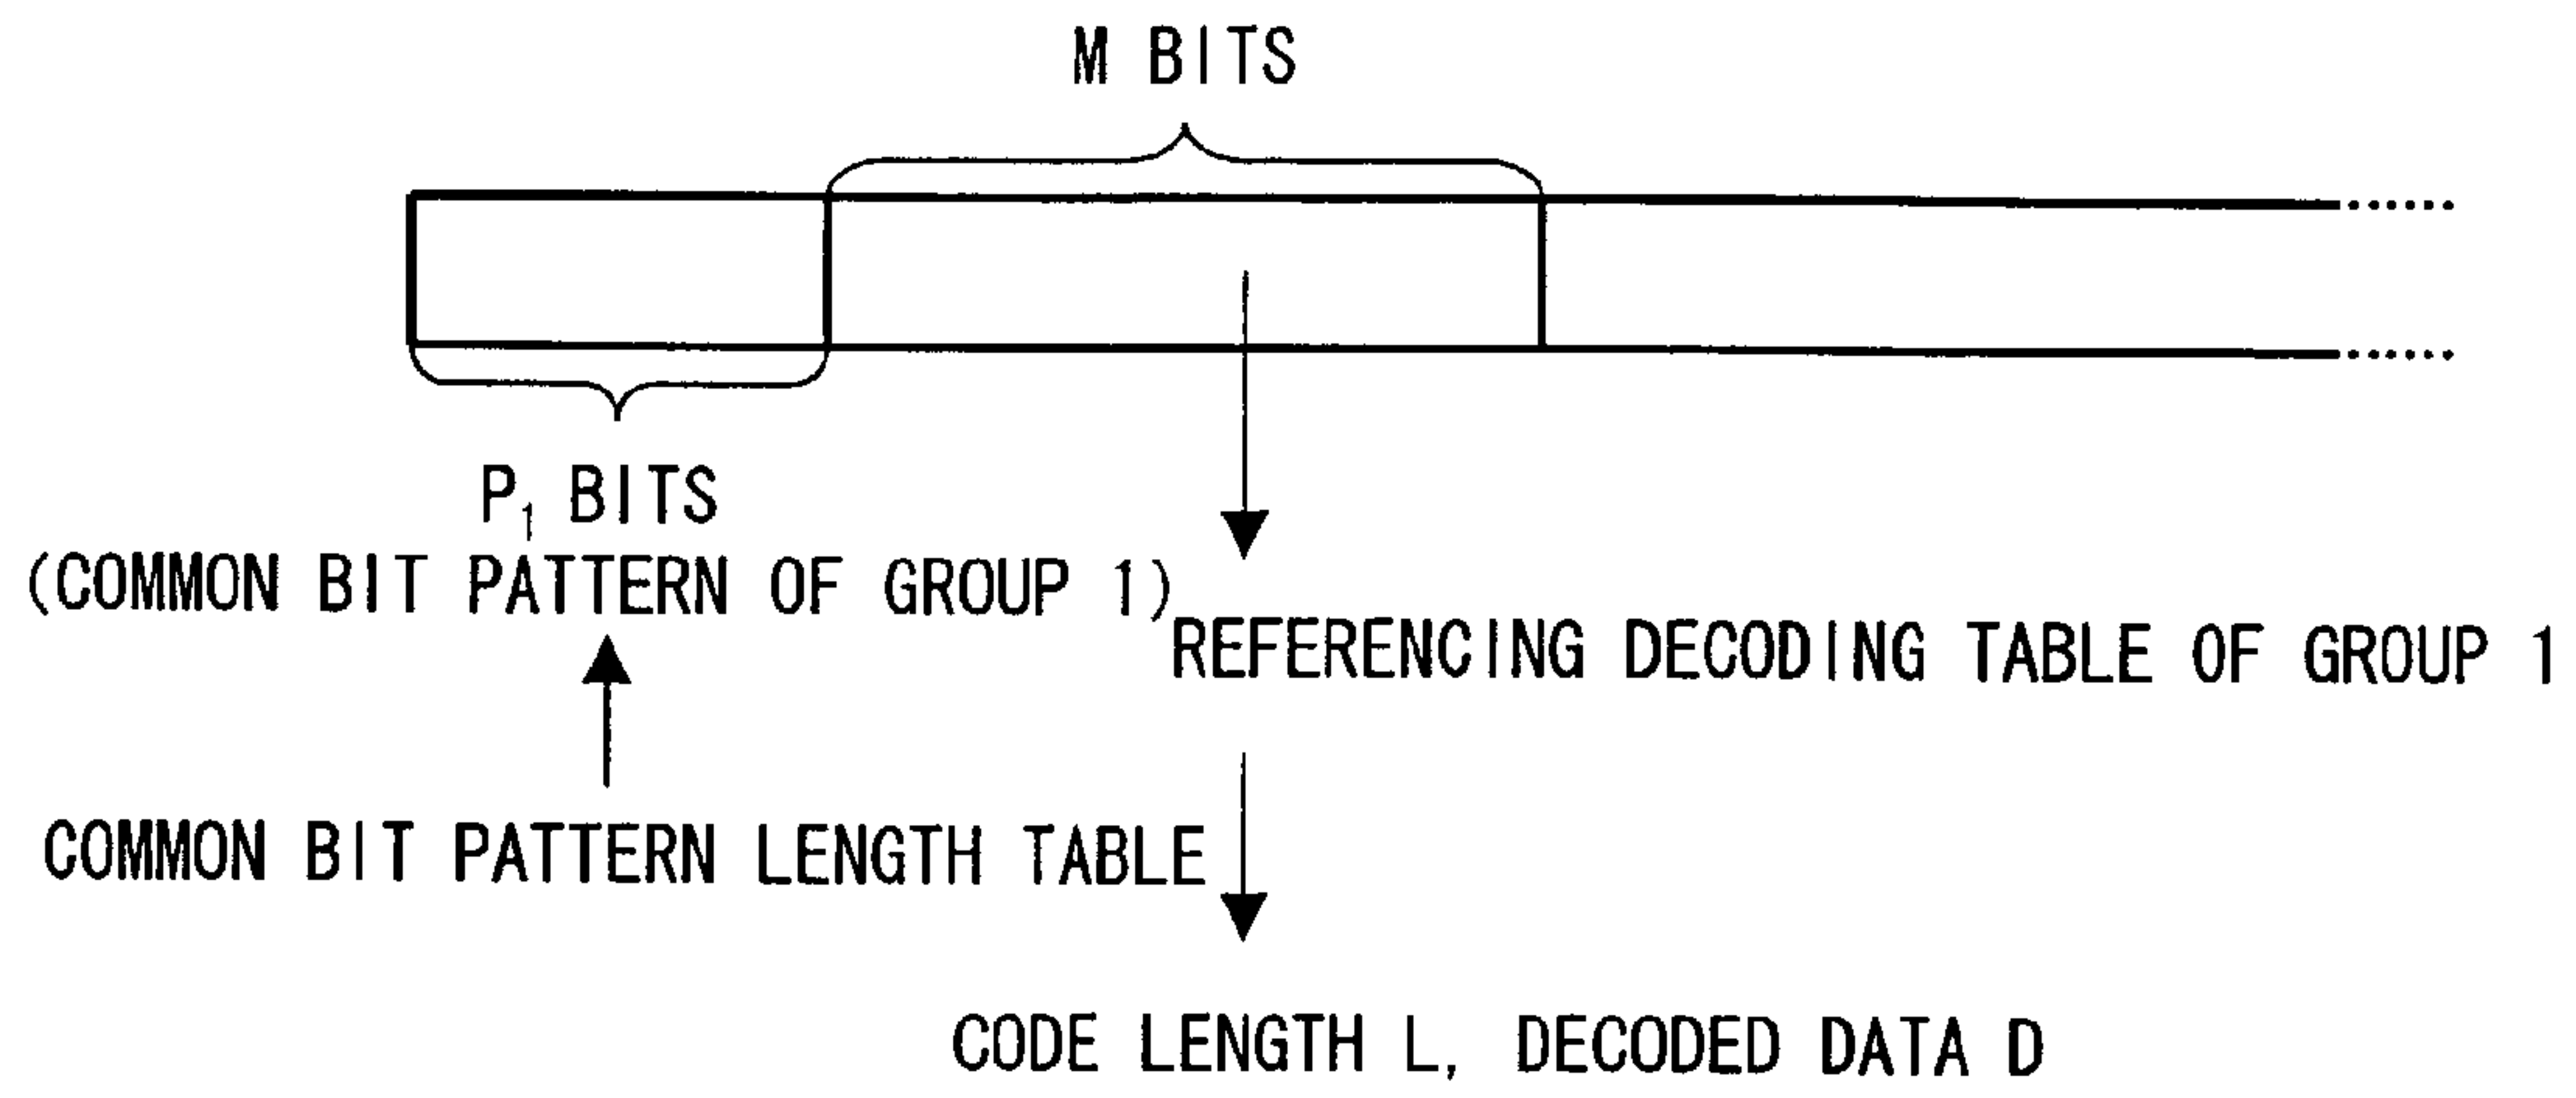 M BITS
P₁ BITS
(COMMON BIT PATTERN OF GROUP 1)
REFERENCING DECODING TABLE OF GROUP 1
COMMON BIT PATTERN LENGTH TABLE
CODE LENGTH L, DECODED DATA D